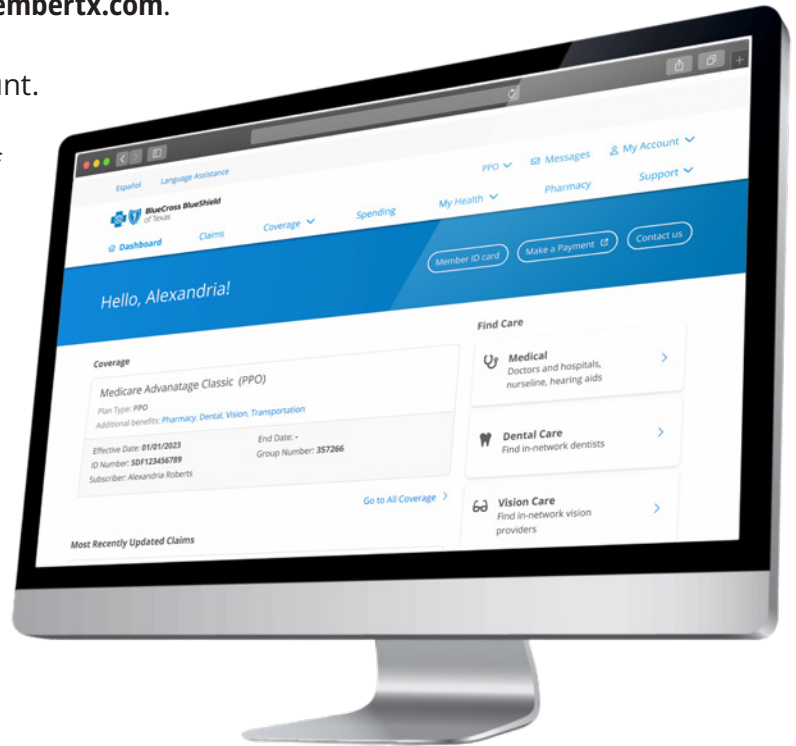 embertx.com.
unt.
Español Language Assistance
PPO Messages My Account
BlueCross BlueShield
of Texas
Dashboard Claims Coverage Spending My Health Pharmacy Support
Hello, Alexandria!
Member ID card Make a Payment Contact us
Coverage
Medicare Advanatage Classic (PPO)
Plan Type: PPO
Additional benefits: Pharmacy, Dental, Vision, Transportation
Effective Date: 01/01/2023 End Date: -
ID Number: SDF123456789 Group Number: 357266
Subscriber: Alexandria Roberts
Go to All Coverage >
Most Recently Updated Claims
Find Care
Medical
Doctors and hospitals,
nurseline, hearing aids
Dental Care
Find in-network dentists
Vision Care
Find in-network vision
providers